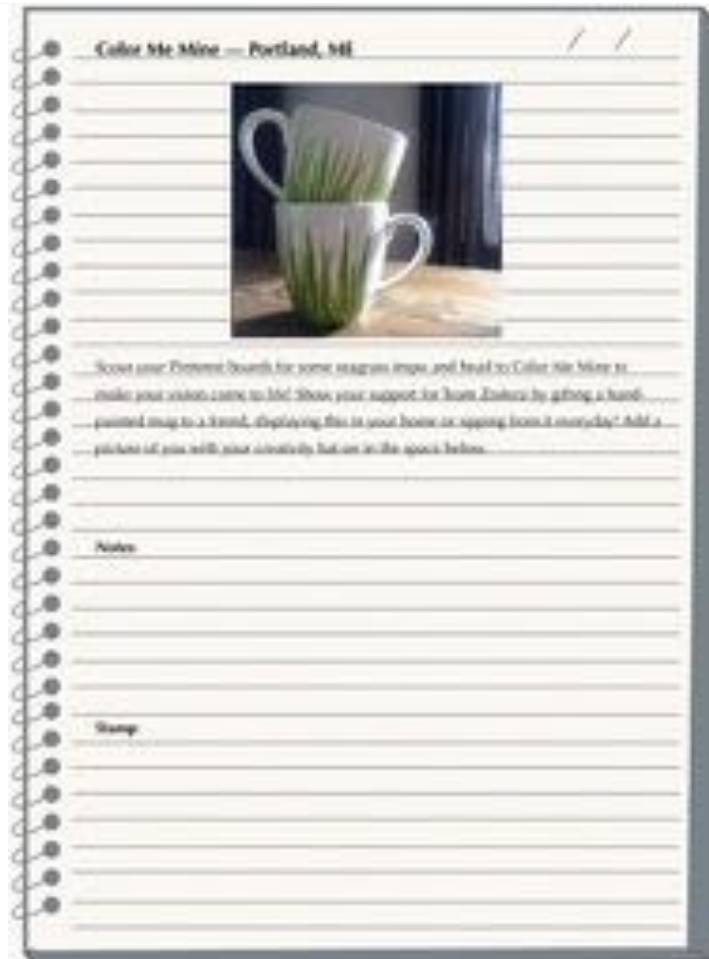 Color Me Mine — Portland, ME
/ /
Scout your Pinterest boards for some seagrass inspo and head to Color Me Mine to
make your vision come to life! Show your support for Team Zostera by gifting a hand-
painted mug to a friend, displaying this in your home or sipping from it everyday! Add a
picture of you with your creativity hat on in the space below.
Notes
Stamp